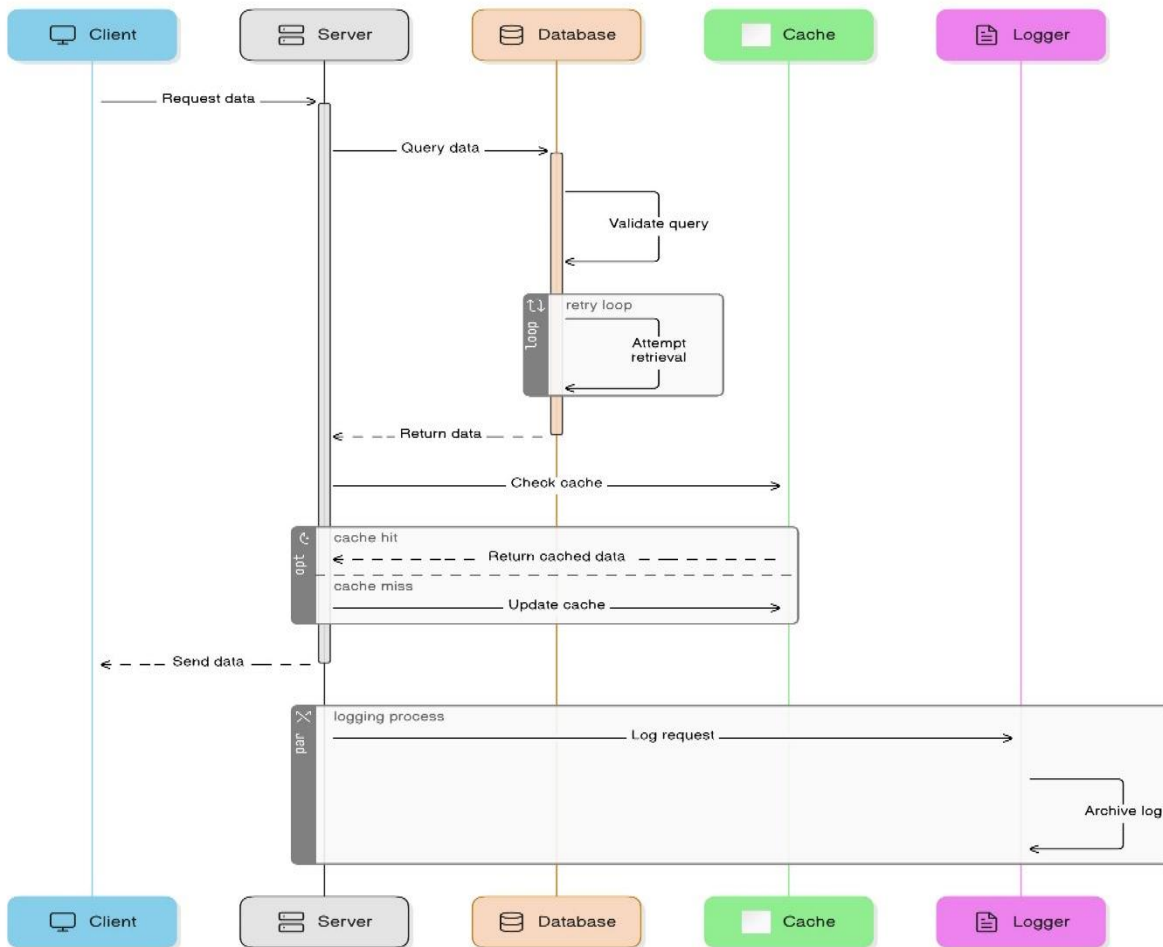 Client
Server
Database
Cache
Logger
Request data
Query data
Validate query
loop
retry loop
Attempt
retrieval
Return data
Check cache
opt
cache hit
Return cached data
cache miss
Update cache
Send data
par
logging process
Log request
Archive log
Client
Server
Database
Cache
Logger